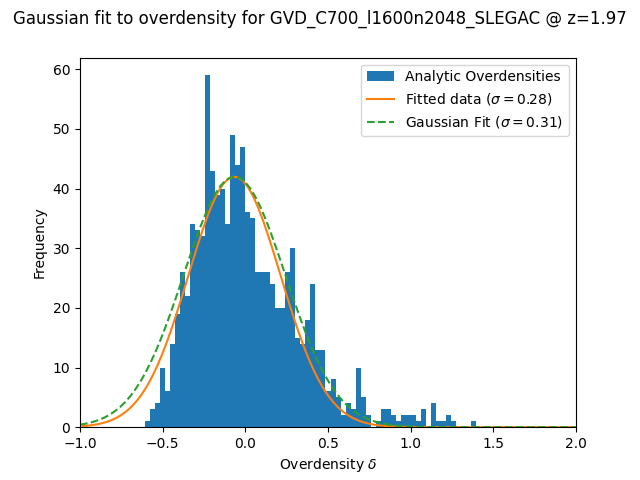 Gaussian fit to overdensity for GVD_C700_l1600n2048_SLEGAC @ z=1.97
60
50
40
30
20
10
0
Frequency
Analytic Overdensities
Fitted data (σ = 0.28)
Gaussian Fit (σ = 0.31)
−1.0 −0.5 0.0 0.5 1.0 1.5 2.0
Overdensity δ